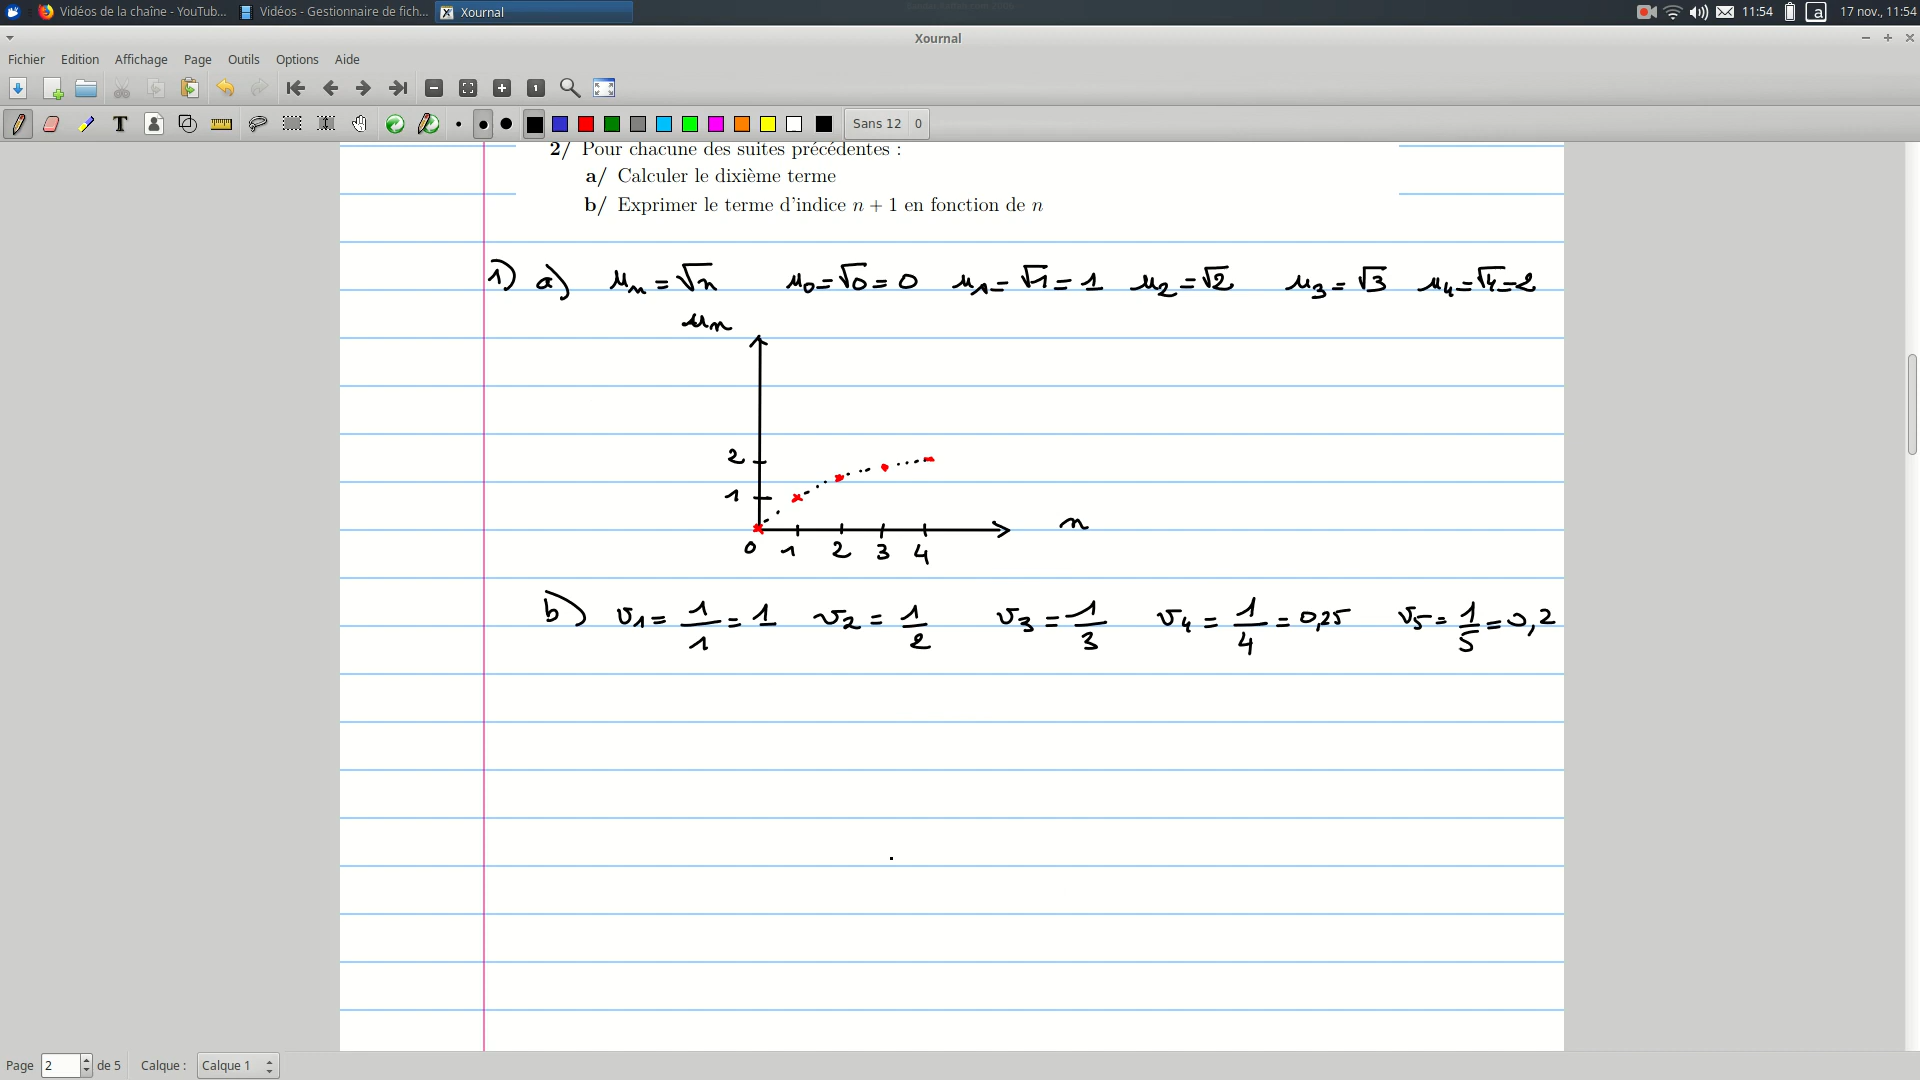 Vidéos de la chaîne - YouTub... Vidéos - Gestionnaire de fich... Xournal 11:54 a 17 nov., 11:54
Xournal
Fichier Edition Affichage Page Outils Options Aide
Sans 12 0
2/ Pour chacune des suites précédentes :
a/ Calculer le dixième terme
b/ Exprimer le terme d'indice n + 1 en fonction de n
1) a) un = √n u0 = √0 = 0 u1 = √1 = 1 u2 = √2 u3 = √3 u4 = √4 = 2
un
2
1
n
0 1 2 3 4
b) v1 = 1/1 = 1 v2 = 1/2 v3 = 1/3 v4 = 1/4 = 0,25 v5 = 1/5 = 0,2
Page 2 de 5 Calque : Calque 1